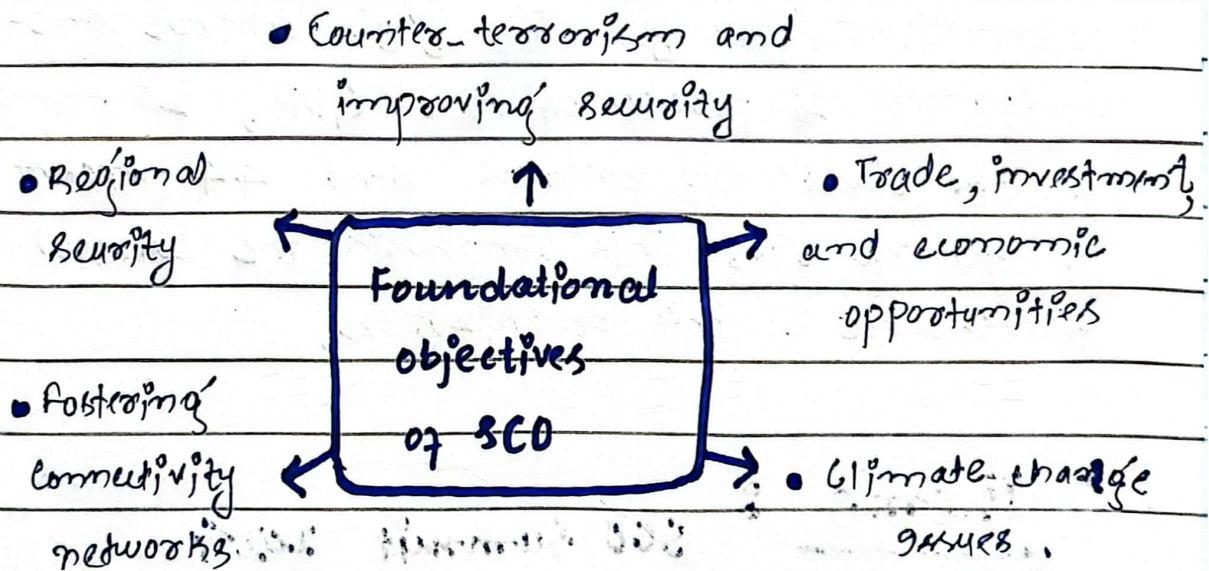 • Counter-terrorism and
improving security
• Regional
security
• Trade, investment,
and economic
opportunities
Foundational
objectives
of SCO
• Fostering
connectivity
networks.
• Climate change
issues.